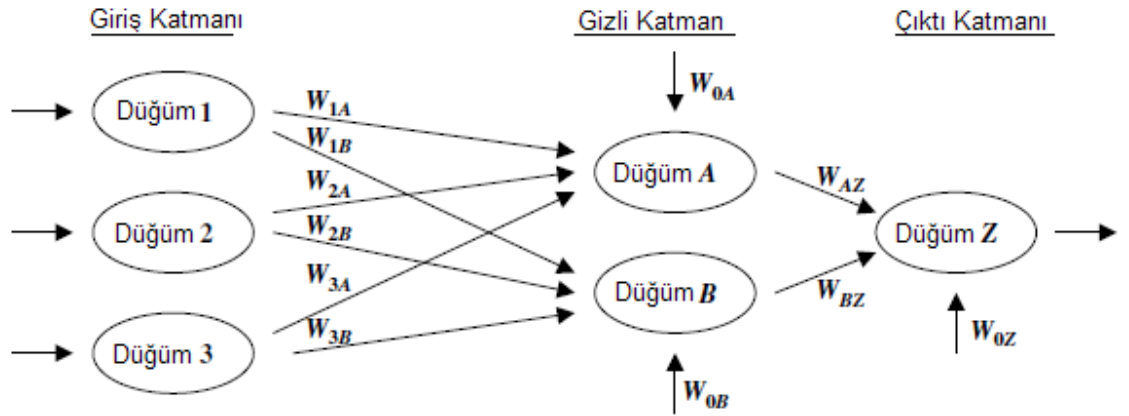 Giriş Katmanı
Gizli Katman
Çıktı Katmanı
Düğüm 1
Düğüm 2
Düğüm 3
W1A
W1B
W2A
W2B
W3A
W3B
W0A
Düğüm A
Düğüm B
W0B
WAZ
WBZ
Düğüm Z
W0Z